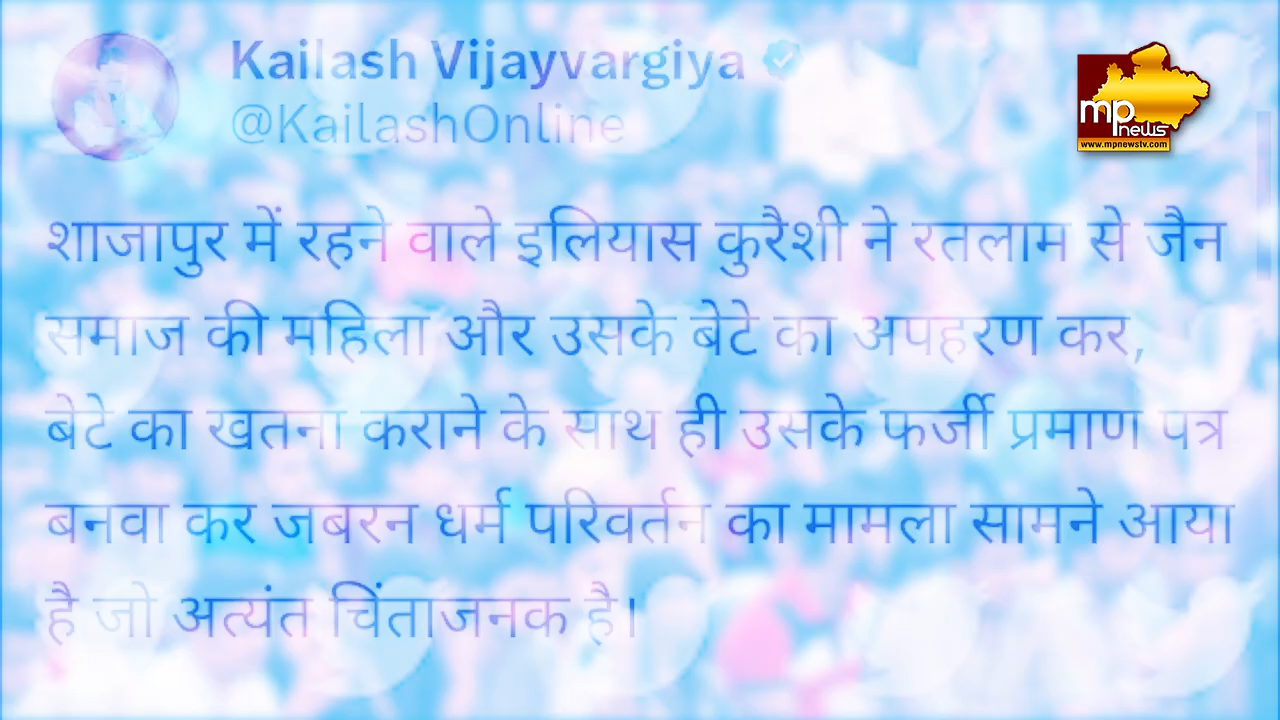 Kailash Vijayvargiya
@KailashOnline
mp news
www.mpnewstv.com
शाजापुर में रहने वाले इलियास कुरैशी ने रतलाम से जैन
समाज की महिला और उसके बेटे का अपहरण कर,
बेटे का खतना कराने के साथ ही उसके फर्जी प्रमाण पत्र
बनवा कर जबरन धर्म परिवर्तन का मामला सामने आया
है जो अत्यंत चिंताजनक है।